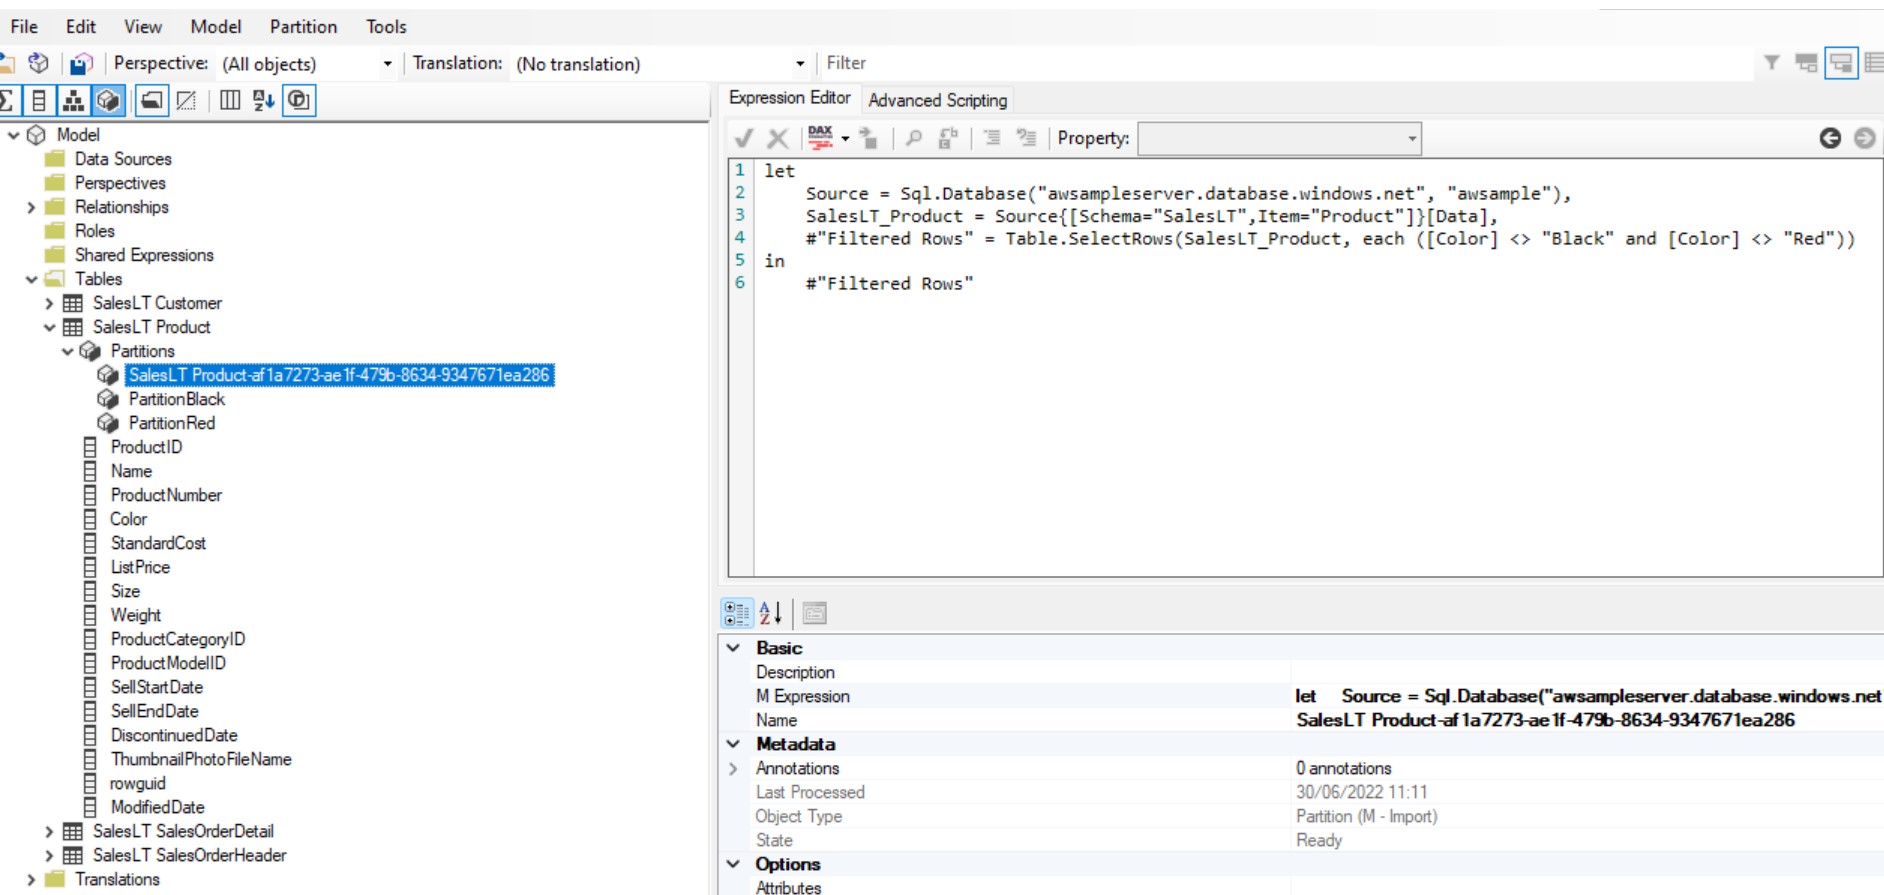 File Edit View Model Partition Tools
Perspective: (All objects) Translation: (No translation) Filter
Expression Editor Advanced Scripting
DAX Property:
Model
Data Sources
Perspectives
Relationships
Roles
Shared Expressions
Tables
SalesLT Customer
SalesLT Product
Partitions
SalesLT Product-af1a7273-ae1f-479b-8634-9347671ea286
PartitionBlack
PartitionRed
ProductID
Name
ProductNumber
Color
StandardCost
ListPrice
Size
Weight
ProductCategoryID
ProductModelID
SellStartDate
SellEndDate
DiscontinuedDate
ThumbnailPhotoFileName
rowguid
ModifiedDate
SalesLT SalesOrderDetail
SalesLT SalesOrderHeader
Translations
1 let
2 Source = Sql.Database("awsampleserver.database.windows.net", "awsample"),
3 SalesLT_Product = Source{[Schema="SalesLT",Item="Product"]}[Data],
4 #"Filtered Rows" = Table.SelectRows(SalesLT_Product, each ([Color] <> "Black" and [Color] <> "Red"))
5 in
6 #"Filtered Rows"
Basic
Description
M Expression let Source = Sql.Database("awsampleserver.database.windows.net
Name SalesLT Product-af1a7273-ae1f-479b-8634-9347671ea286
Metadata
Annotations 0 annotations
Last Processed 30/06/2022 11:11
Object Type Partition (M - Import)
State Ready
Options
Attributes